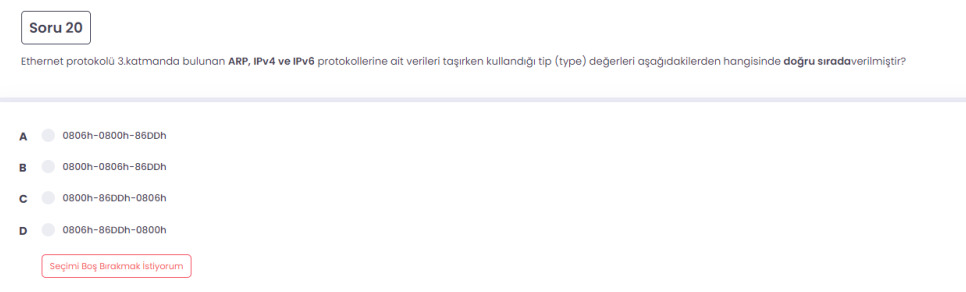 Soru 20
Ethernet protokolü 3.katmanda bulunan ARP, IPv4 ve IPv6 protokollerine ait verileri taşırken kullandığı tip (type) değerleri aşağıdakilerden hangisinde doğru sıradaverilmiştir?
A 0806h-0800h-86DDh
B 0800h-0806h-86DDh
C 0800h-86DDh-0806h
D 0806h-86DDh-0800h
Seçimi Boş Bırakmak İstiyorum